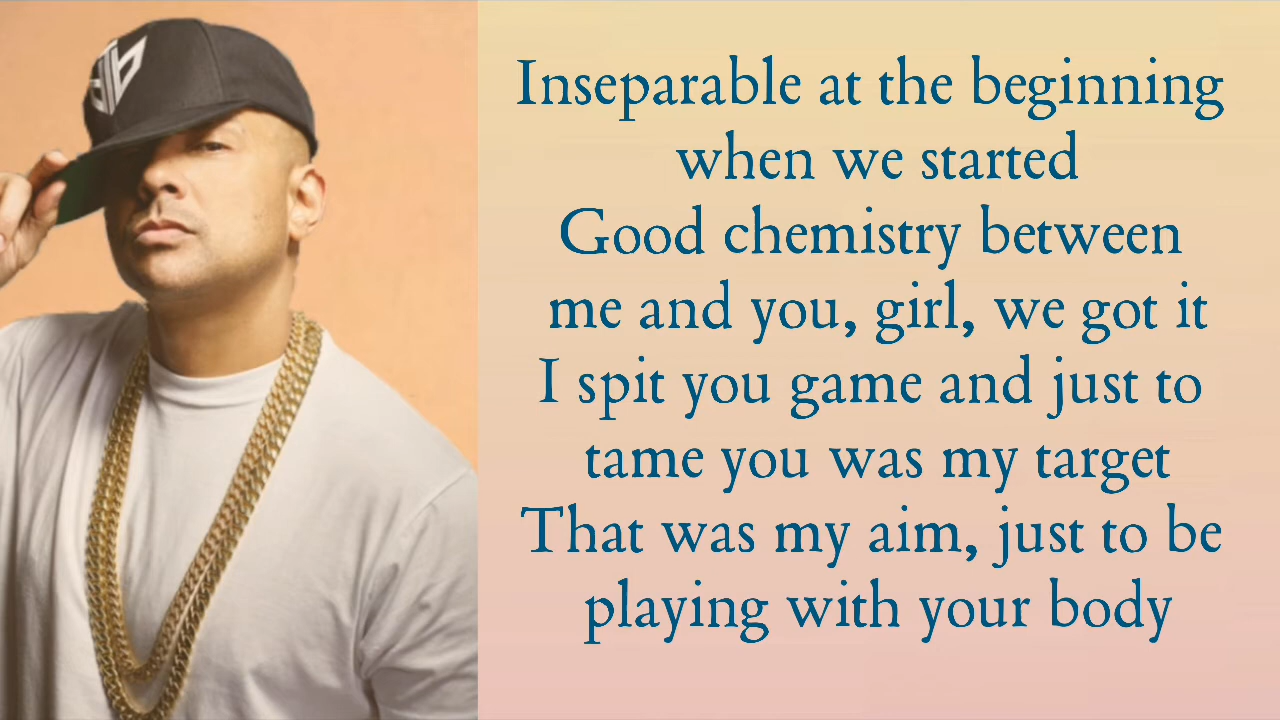 Inseparable at the beginning
when we started
Good chemistry between
me and you, girl, we got it
I spit you game and just to
tame you was my target
That was my aim, just to be
playing with your body